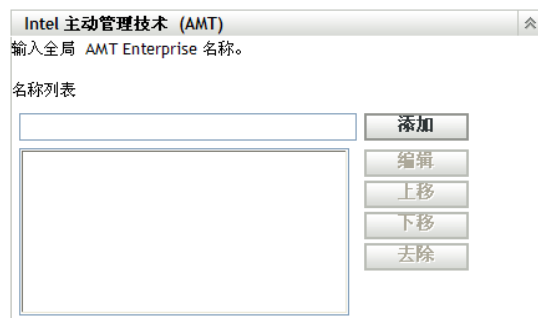 Intel 主动管理技术 (AMT)
输入全局 AMT Enterprise 名称。
名称列表
添加
编辑
上移
下移
去除